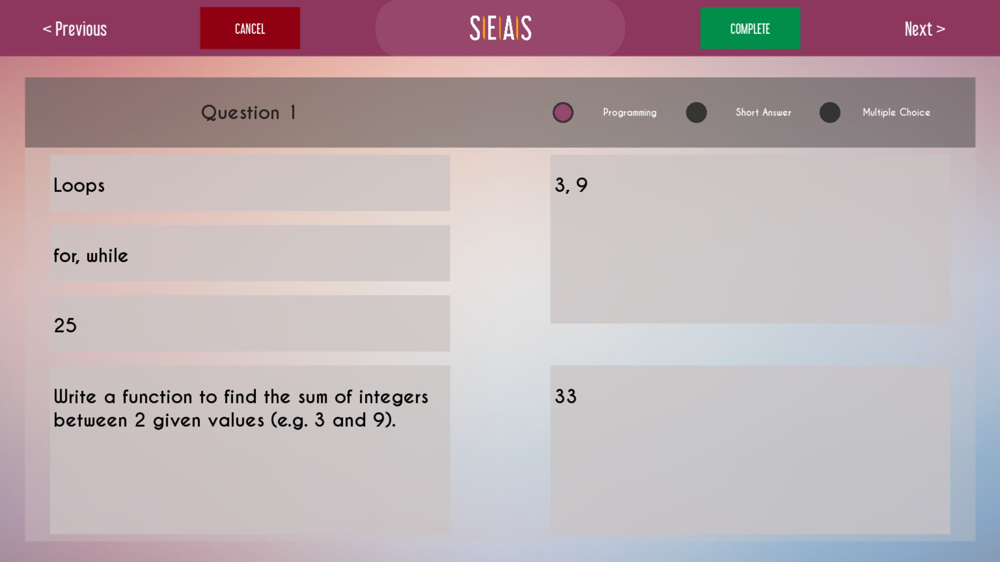 < Previous
CANCEL
S|E|A|S
COMPLETE
Next >
Question 1
Programming
Short Answer
Multiple Choice
Loops
for, while
25
Write a function to find the sum of integers
between 2 given values (e.g. 3 and 9).
3, 9
33